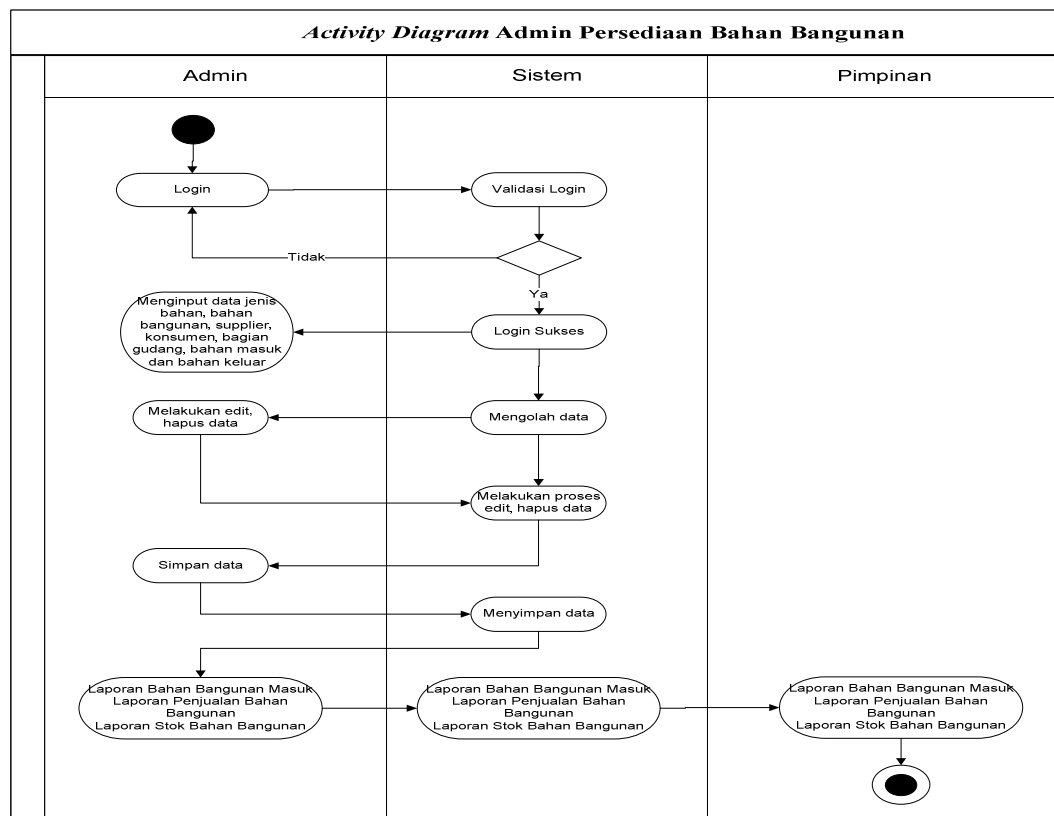 Activity Diagram Admin Persediaan Bahan Bangunan
Admin
Sistem
Pimpinan
Login
Validasi Login
Tidak
Ya
Menginput data jenis
bahan, bahan
bangunan, supplier,
konsumen, bagian
gudang, bahan masuk
dan bahan keluar
Login Sukses
Melakukan edit,
hapus data
Mengolah data
Melakukan proses
edit, hapus data
Simpan data
Menyimpan data
Laporan Bahan Bangunan Masuk
Laporan Penjualan Bahan
Bangunan
Laporan Stok Bahan Bangunan
Laporan Bahan Bangunan Masuk
Laporan Penjualan Bahan
Bangunan
Laporan Stok Bahan Bangunan
Laporan Bahan Bangunan Masuk
Laporan Penjualan Bahan
Bangunan
Laporan Stok Bahan Bangunan